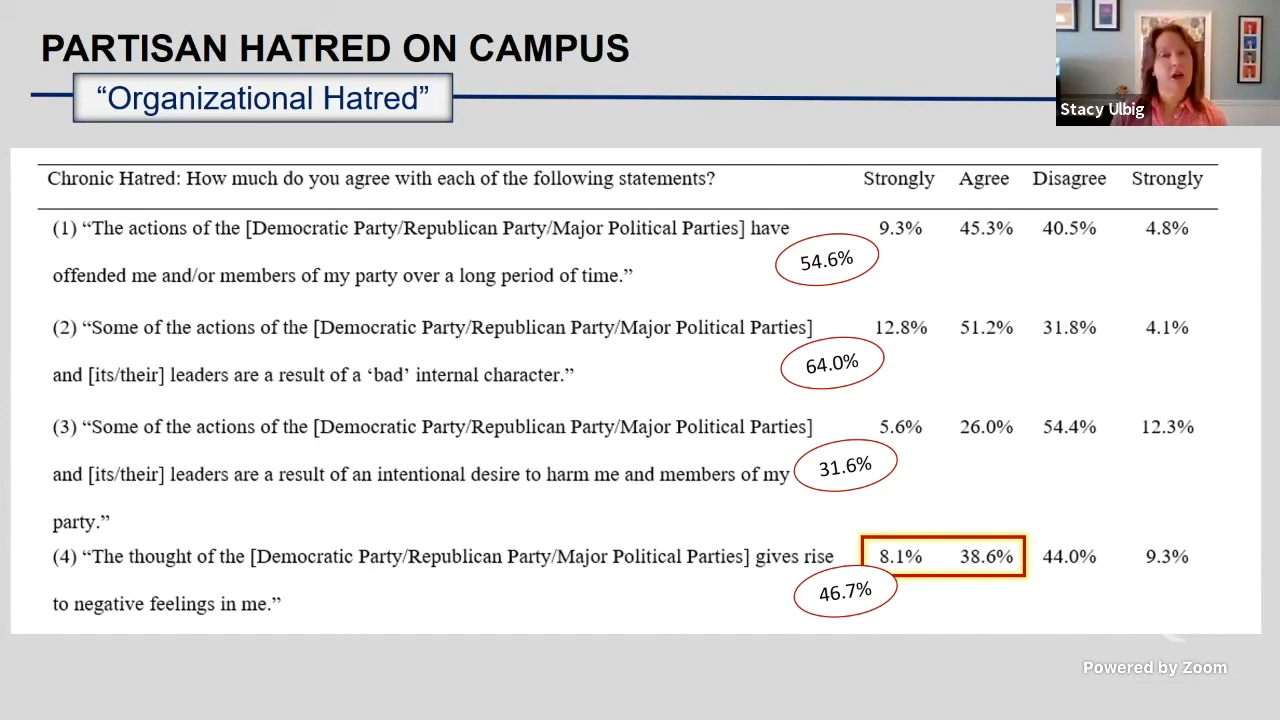 PARTISAN HATRED ON CAMPUS
“Organizational Hatred”
Stacy Ulbig
Chronic Hatred: How much do you agree with each of the following statements? Strongly Agree Disagree Strongly
(1) “The actions of the [Democratic Party/Republican Party/Major Political Parties] have 9.3% 45.3% 40.5% 4.8%
54.6%
offended me and/or members of my party over a long period of time.”
(2) “Some of the actions of the [Democratic Party/Republican Party/Major Political Parties] 12.8% 51.2% 31.8% 4.1%
64.0%
and [its/their] leaders are a result of a ‘bad’ internal character.”
(3) “Some of the actions of the [Democratic Party/Republican Party/Major Political Parties] 5.6% 26.0% 54.4% 12.3%
31.6%
and [its/their] leaders are a result of an intentional desire to harm me and members of my
party.”
(4) “The thought of the [Democratic Party/Republican Party/Major Political Parties] gives rise 8.1% 38.6% 44.0% 9.3%
46.7%
to negative feelings in me.”
Powered by Zoom